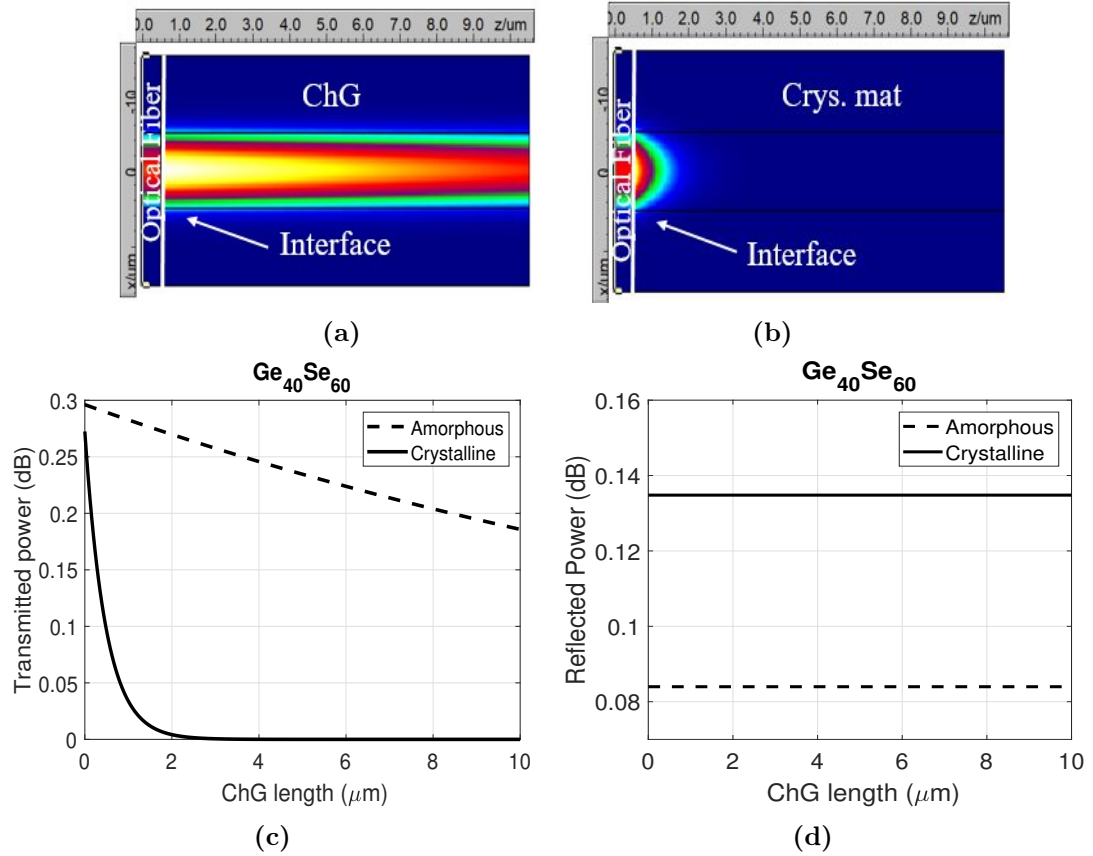 0.0 1.0 2.0 3.0 4.0 5.0 6.0 7.0 8.0 9.0 z/um
-10
0
x/um
Optical Fiber
ChG
Interface
(a)
0.0 1.0 2.0 3.0 4.0 5.0 6.0 7.0 8.0 9.0 z/um
-10
0
x/um
Optical Fiber
Crys. mat
Interface
(b)
Ge40Se60
0.3
0.25
0.2
0.15
0.1
0.05
0
Transmitted power (dB)
Amorphous
Crystalline
0 2 4 6 8 10
ChG length (μm)
(c)
Ge40Se60
0.16
0.14
0.12
0.1
0.08
Reflected Power (dB)
Amorphous
Crystalline
0 2 4 6 8 10
ChG length (μm)
(d)